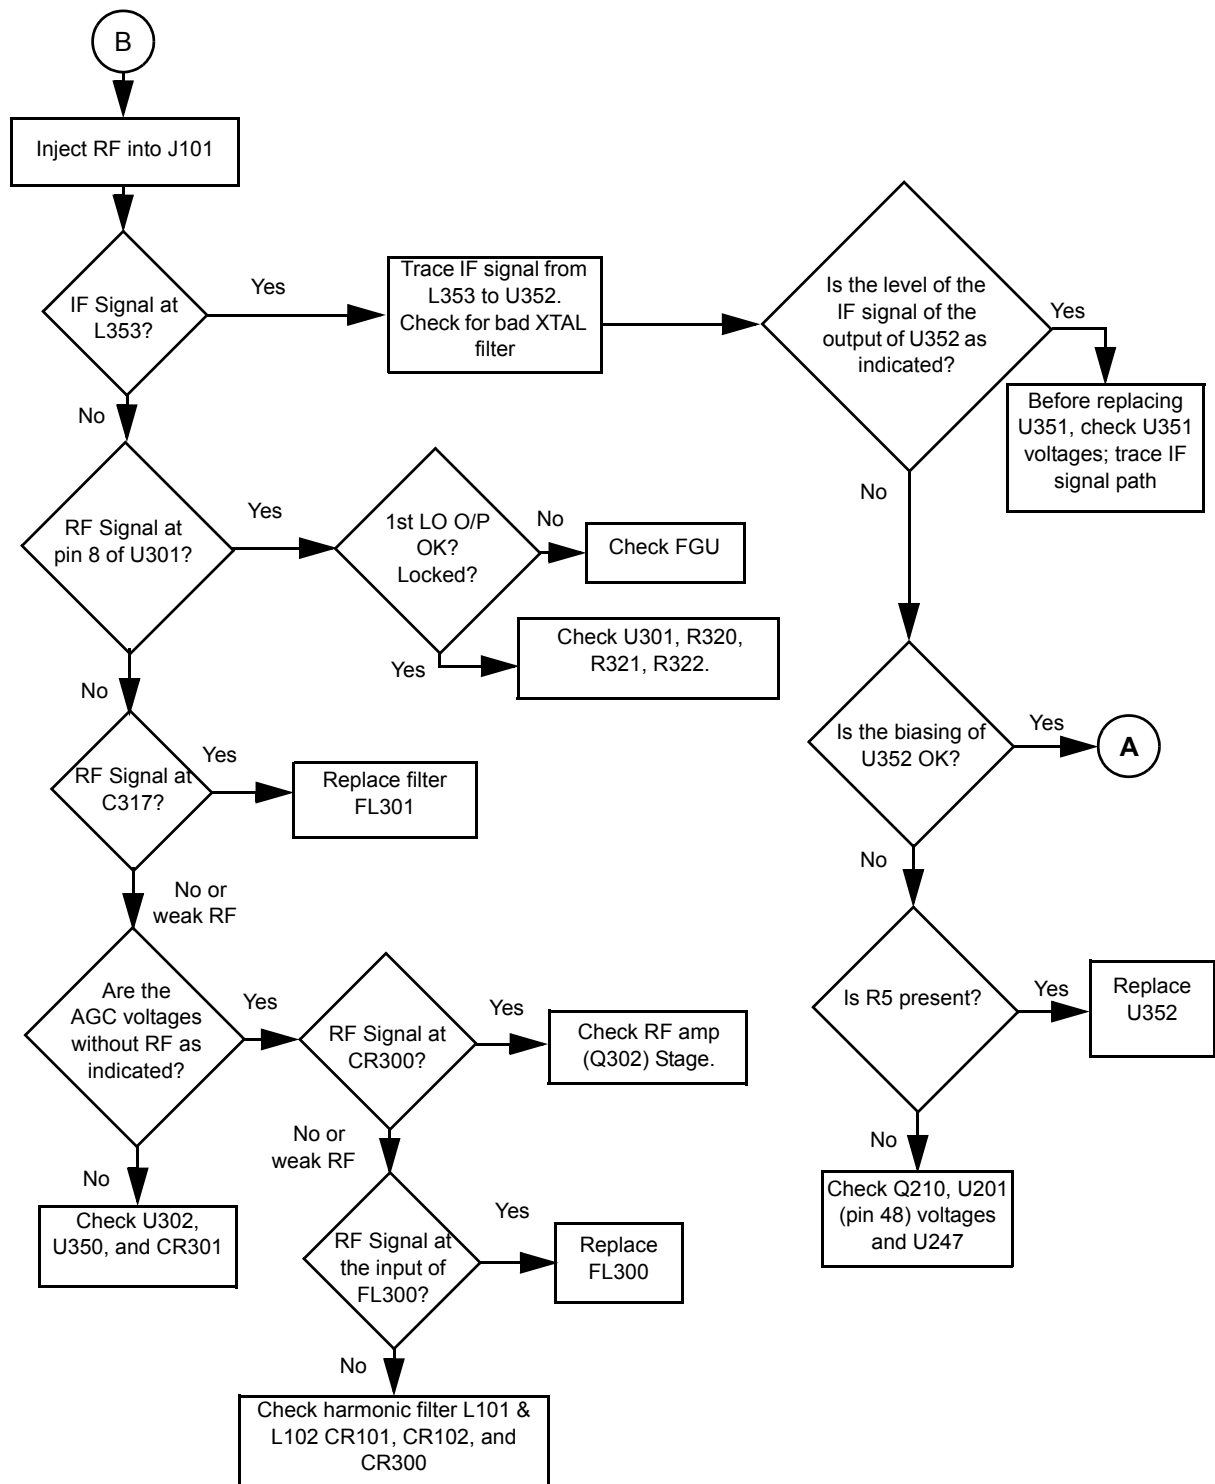 B
Inject RF into J101
IF Signal at
L353?
Yes
Trace IF signal from
L353 to U352.
Check for bad XTAL
filter
Is the level of the
IF signal of the
output of U352 as
indicated?
Yes
Before replacing
U351, check U351
voltages; trace IF
signal path
No
No
RF Signal at
pin 8 of U301?
Yes
1st LO O/P
OK?
Locked?
No
Check FGU
Yes
Check U301, R320,
R321, R322.
No
Is the biasing of
U352 OK?
Yes
A
RF Signal at
C317?
Yes
Replace filter
FL301
No
No or
weak RF
Is R5 present?
Yes
Replace
U352
No
Check Q210, U201
(pin 48) voltages
and U247
Are the
AGC voltages
without RF as
indicated?
Yes
RF Signal at
CR300?
Yes
Check RF amp
(Q302) Stage.
No
Check U302,
U350, and CR301
No or
weak RF
RF Signal at
the input of
FL300?
Yes
Replace
FL300
No
Check harmonic filter L101 &
L102 CR101, CR102, and
CR300